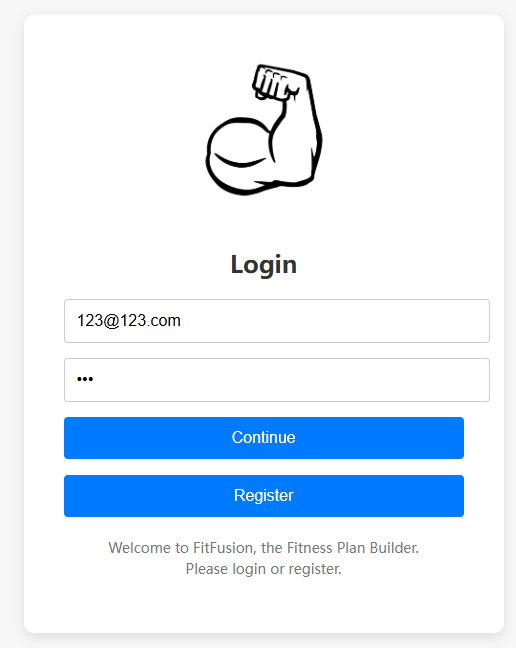 Login
123@123.com
•••
Continue
Register
Welcome to FitFusion, the Fitness Plan Builder.
Please login or register.